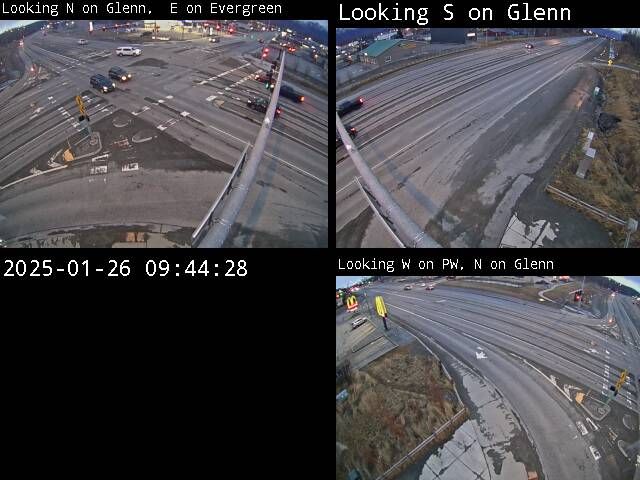 Looking N on Glenn, E on Evergreen
Looking S on Glenn
2025-01-26 09:44:28
Looking W on PW, N on Glenn